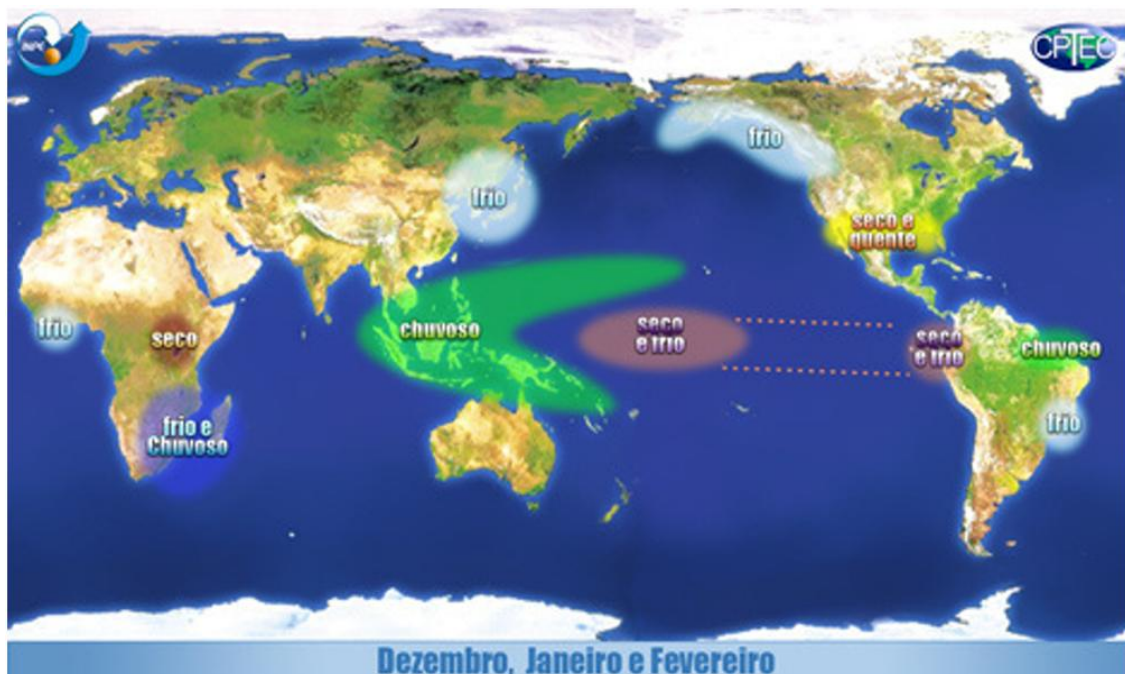 INPE
CPTEC
frio
frio
seco e
quente
frio
seco
chuvoso
seco
e frio
seco
e frio
chuvoso
frio e
Chuvoso
frio
Dezembro, Janeiro e Fevereiro